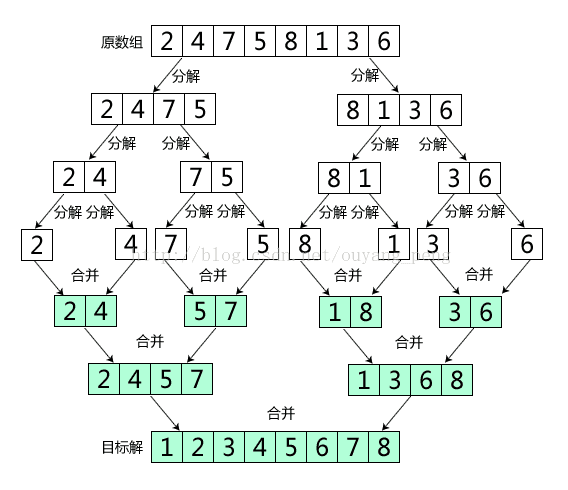 原数组 2 4 7 5 8 1 3 6
分解 分解
2 4 7 5 8 1 3 6
分解 分解 分解 分解
2 4 7 5 8 1 3 6
分解 分解 分解 分解 分解 分解 分解 分解
2 4 7 5 8 1 3 6
http://blog.csdn.net/ouyang_peng
合并 合并 合并 合并
2 4 5 7 1 8 3 6
合并 合并
2 4 5 7 1 3 6 8
合并
目标解 1 2 3 4 5 6 7 8